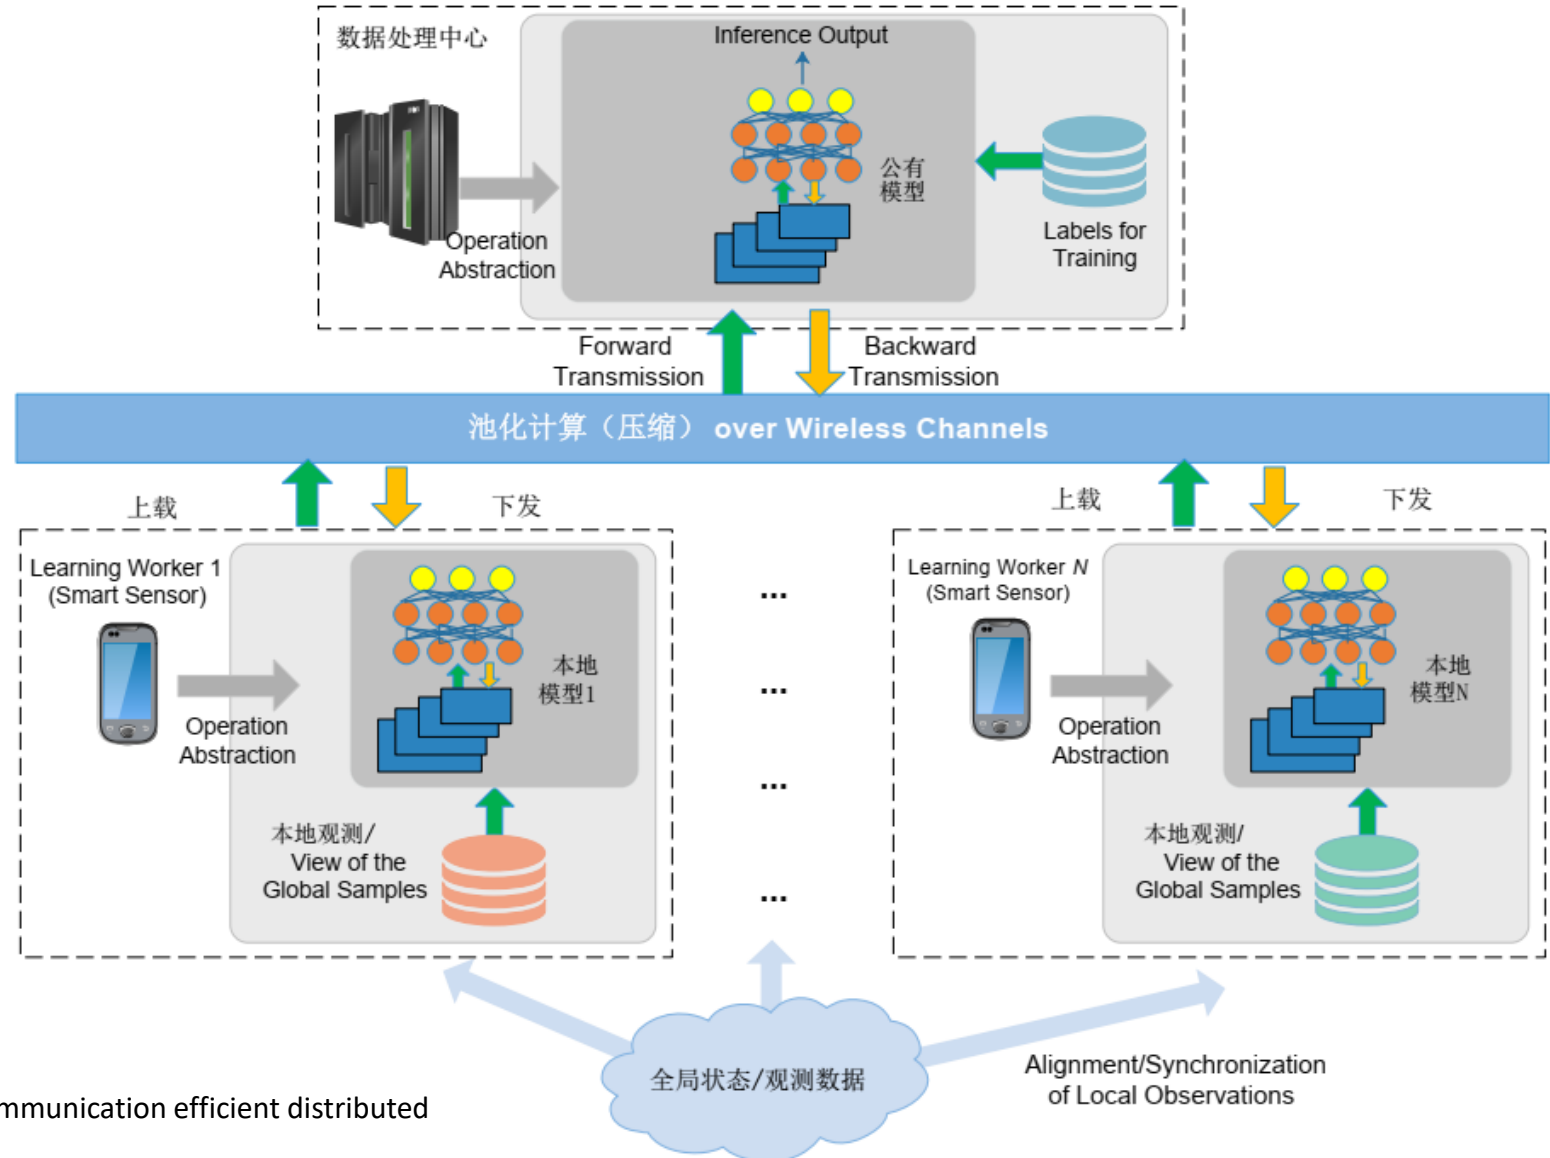 数据处理中心
Inference Output
公有
模型
Operation
Abstraction
Labels for
Training
Forward
Transmission
Backward
Transmission
池化计算（压缩） over Wireless Channels
上载
下发
上载
下发
Learning Worker 1
(Smart Sensor)
本地
模型1
Operation
Abstraction
本地观测/
View of the
Global Samples
...
...
...
...
Learning Worker N
(Smart Sensor)
本地
模型N
Operation
Abstraction
本地观测/
View of the
Global Samples
全局状态/观测数据
Alignment/Synchronization
of Local Observations
mmunication efficient distributed